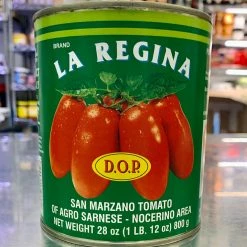 BRAND
LA REGINA
D.O.P.
SAN MARZANO TOMATO
OF AGRO SARNESE - NOCERINO AREA
NET WEIGHT 28 oz (1 LB. 12 oz) 800 g